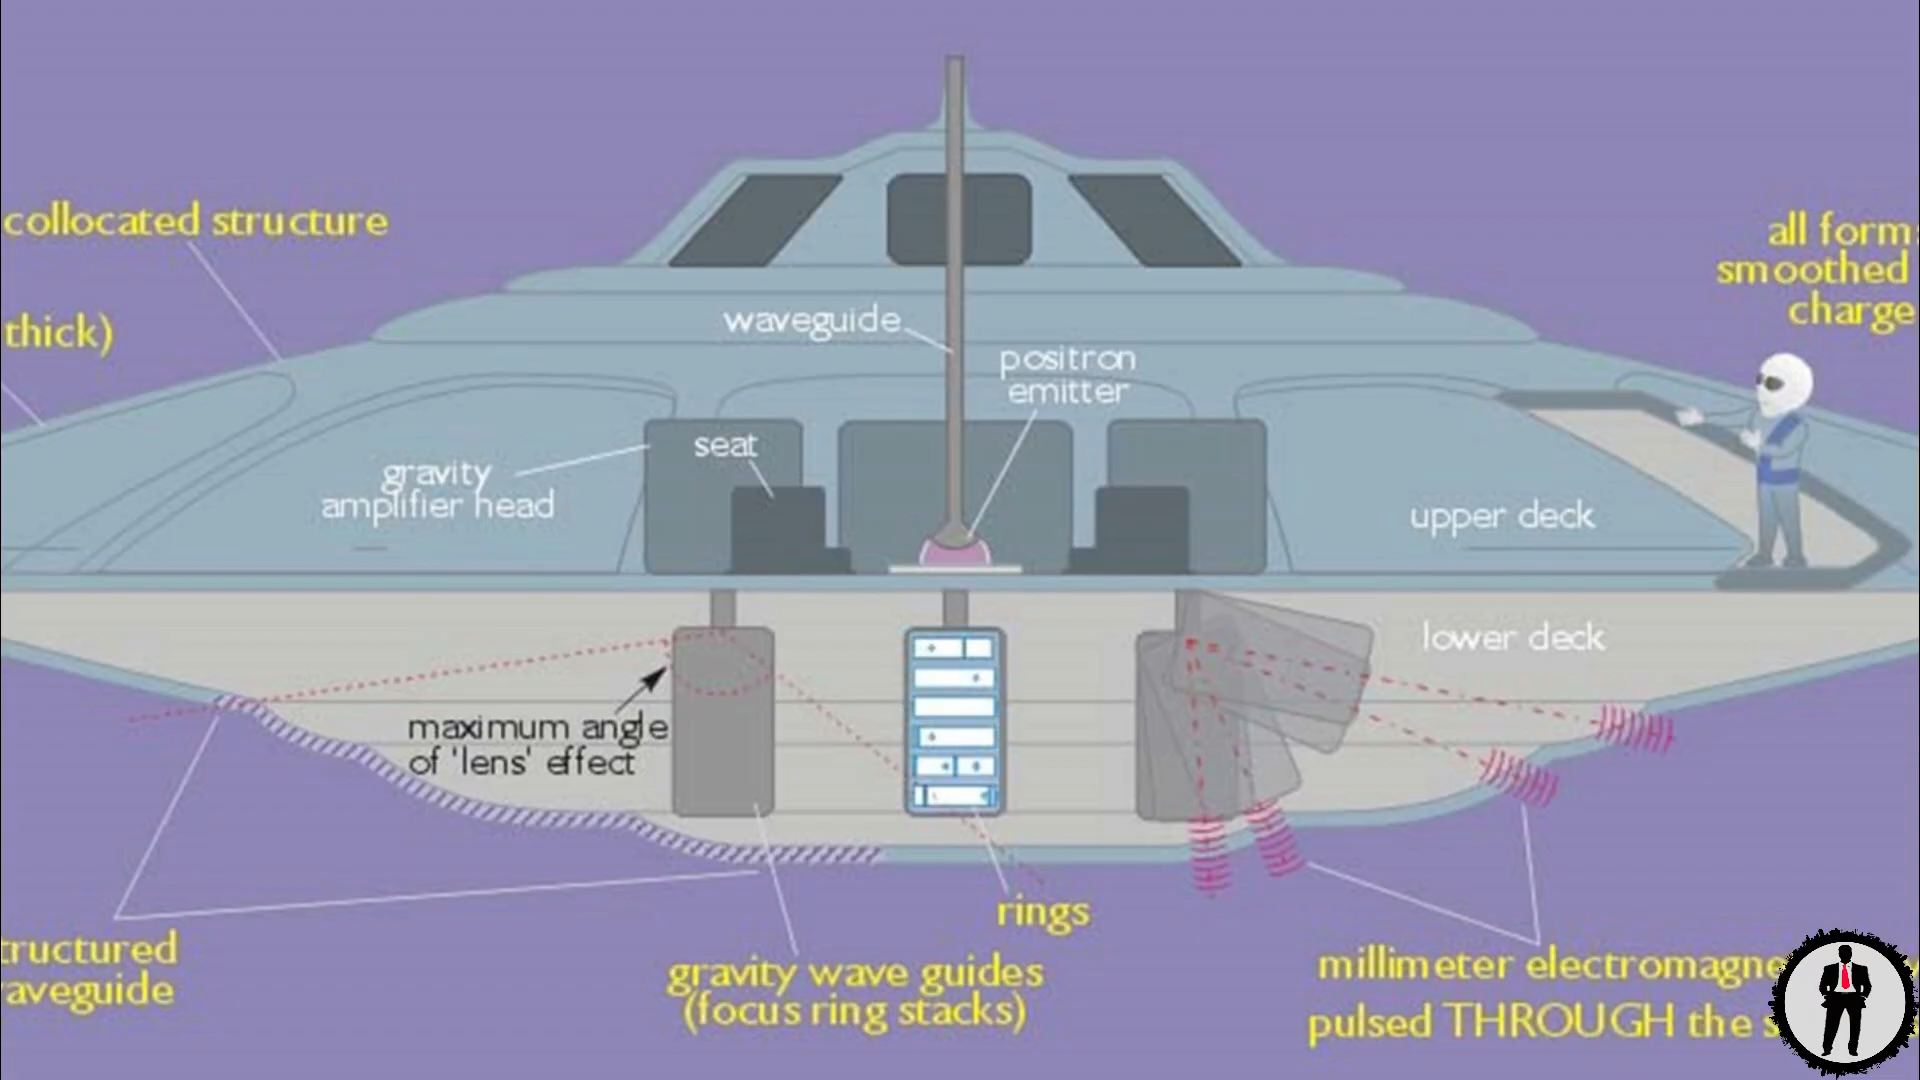 collocated structure
thick)
all form
smoothed
charge
waveguide
positron
emitter
seat
gravity
amplifier head
upper deck
lower deck
maximum angle
of 'lens' effect
rings
gravity wave guides
(focus ring stacks)
tructured
aveguide
millimeter electromagne
pulsed THROUGH the s